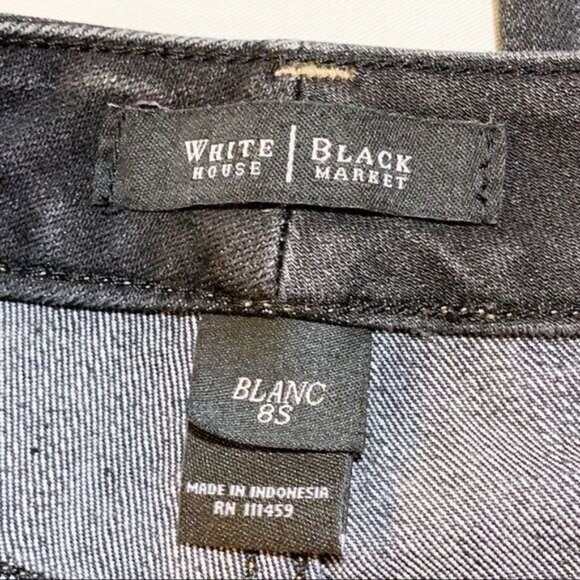 WHITE | BLACK
HOUSE | MARKET
BLANC
8S
MADE IN INDONESIA
RN 111459